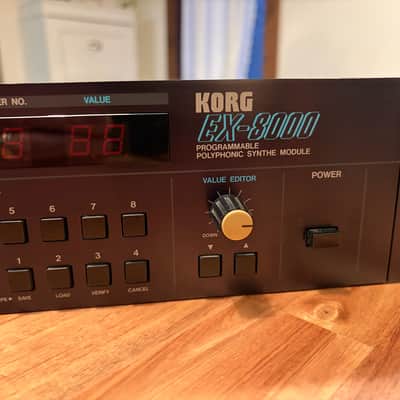 ER NO. VALUE
KORG
EX-8000
PROGRAMMABLE
POLYPHONIC SYNTHE MODULE
VALUE EDITOR
POWER
5 6 7 8
DOWN
1 2 3 4
SAVE LOAD VERIFY CANCEL